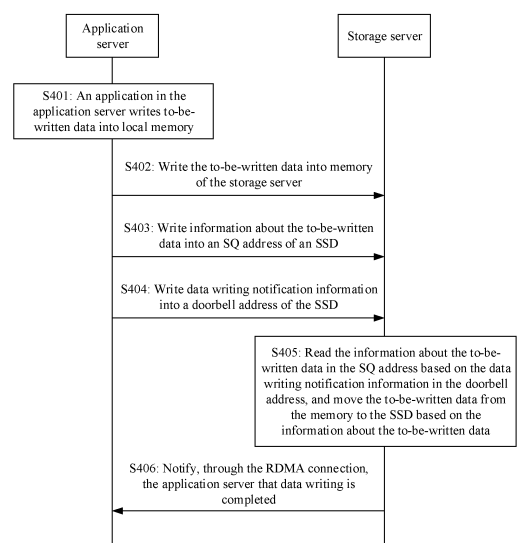 Application
server
Storage server
S401: An application in the
application server writes to-be-
written data into local memory
S402: Write the to-be-written data into memory
of the storage server
S403: Write information about the to-be-written
data into an SQ address of an SSD
S404: Write data writing notification information
into a doorbell address of the SSD
S405: Read the information about the to-be-
written data in the SQ address based on the data
writing notification information in the doorbell
address, and move the to-be-written data from
the memory to the SSD based on the
information about the to-be-written data
S406: Notify, through the RDMA connection,
the application server that data writing is
completed